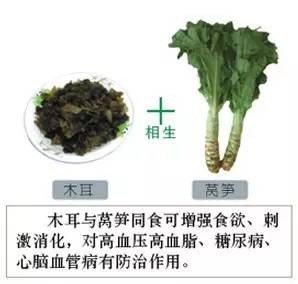 相生
木耳
莴笋
木耳与莴笋同食可增强食欲、刺
激消化，对高血压高血脂、糖尿病、
心脑血管病有防治作用。